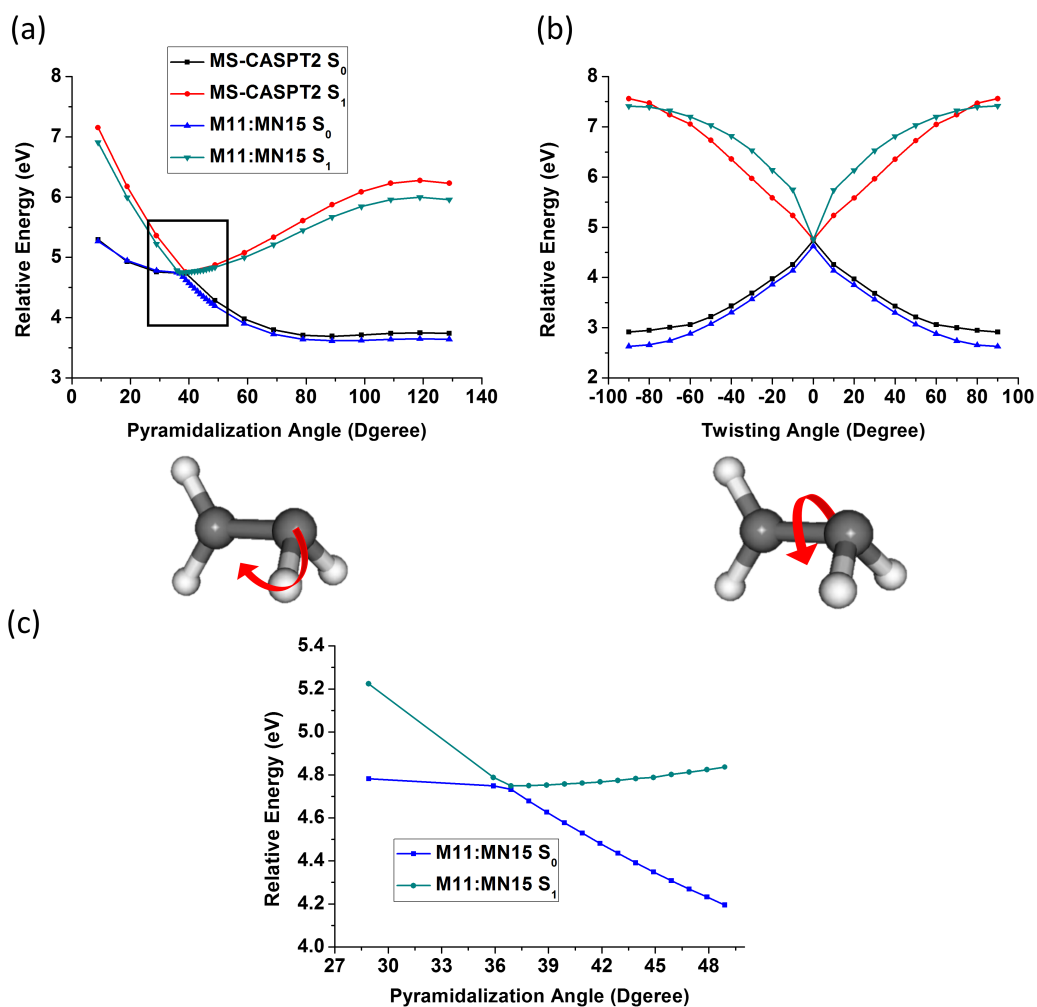 (a)
MS-CASPT2 S0
MS-CASPT2 S1
M11:MN15 S0
M11:MN15 S1
8
7
6
5
4
3
Relative Energy (eV)
0 20 40 60 80 100 120 140
Pyramidalization Angle (Dgeree)
(b)
8
7
6
5
4
3
2
Relative Energy (eV)
-100 -80 -60 -40 -20 0 20 40 60 80 100
Twisting Angle (Degree)
(c)
5.4
5.2
5.0
4.8
4.6
4.4
4.2
4.0
Relative Energy (eV)
M11:MN15 S0
M11:MN15 S1
27 30 33 36 39 42 45 48
Pyramidalization Angle (Dgeree)